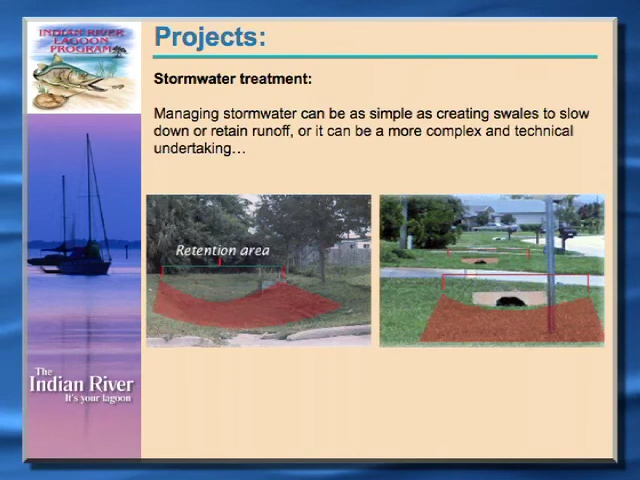 INDIAN RIVER
LAGOON
PROGRAM
Projects:
Stormwater treatment:
Managing stormwater can be as simple as creating swales to slow
down or retain runoff, or it can be a more complex and technical
undertaking…
Retention area
The
Indian River
It's your lagoon